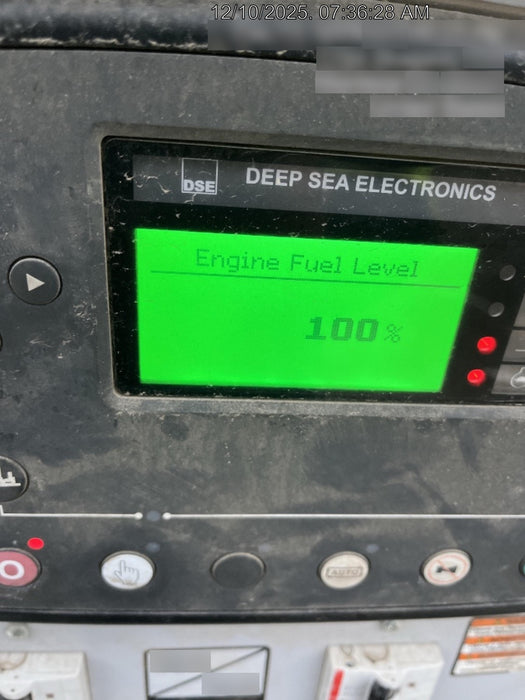 12/10/2025, 07:36:28 AM
DSE
DEEP SEA ELECTRONICS
Engine Fuel Level
100%
AUTO